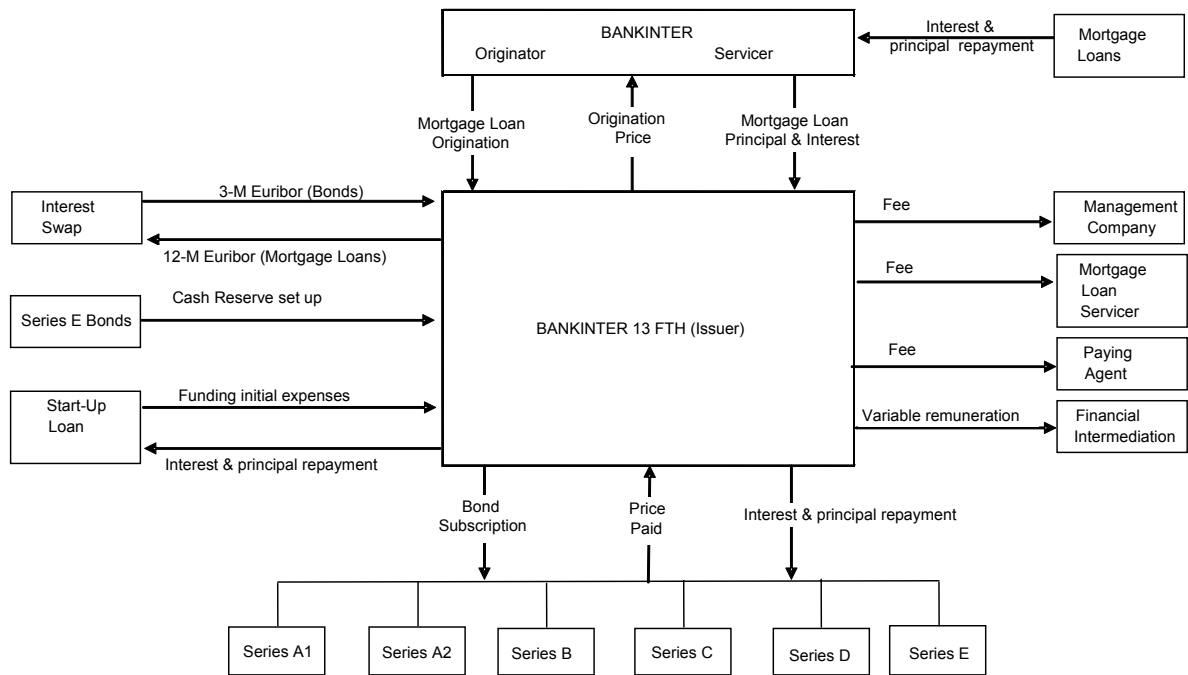 BANKINTER
Originator Servicer
Interest &
principal repayment
Mortgage
Loans
Mortgage Loan
Origination
Origination
Price
Mortgage Loan
Principal & Interest
Interest
Swap
3-M Euribor (Bonds)
12-M Euribor (Mortgage Loans)
Series E Bonds
Cash Reserve set up
Start-Up
Loan
Funding initial expenses
Interest & principal repayment
BANKINTER 13 FTH (Issuer)
Fee
Management
Company
Fee
Mortgage
Loan
Servicer
Fee
Paying
Agent
Variable remuneration
Financial
Intermediation
Bond
Subscription
Price
Paid
Interest & principal repayment
Series A1
Series A2
Series B
Series C
Series D
Series E